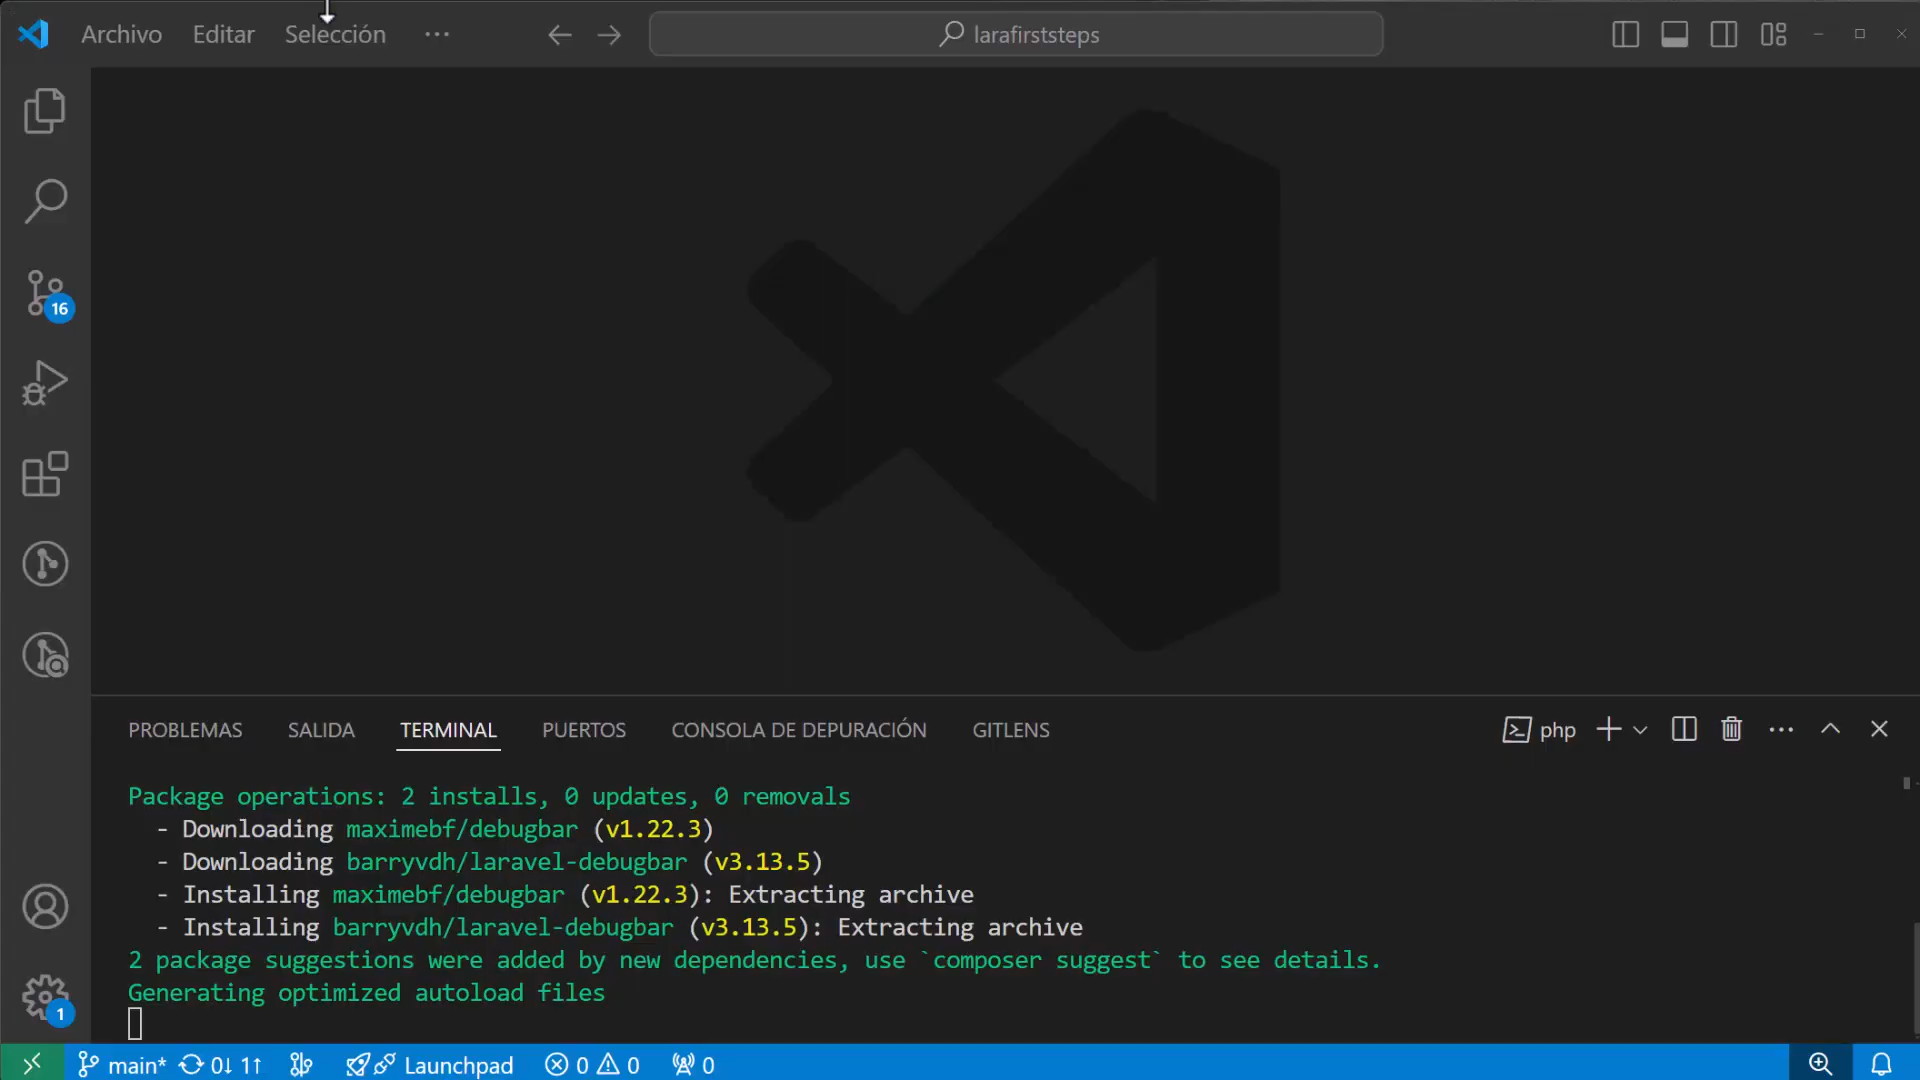 Archivo Editar Selección ··· larafirststeps
16
PROBLEMAS SALIDA TERMINAL PUERTOS CONSOLA DE DEPURACIÓN GITLENS php
Package operations: 2 installs, 0 updates, 0 removals
- Downloading maximebf/debugbar (v1.22.3)
- Downloading barryvdh/laravel-debugbar (v3.13.5)
- Installing maximebf/debugbar (v1.22.3): Extracting archive
- Installing barryvdh/laravel-debugbar (v3.13.5): Extracting archive
2 package suggestions were added by new dependencies, use `composer suggest` to see details.
Generating optimized autoload files
1
main* 0↓ 1↑ Launchpad 0 0 0